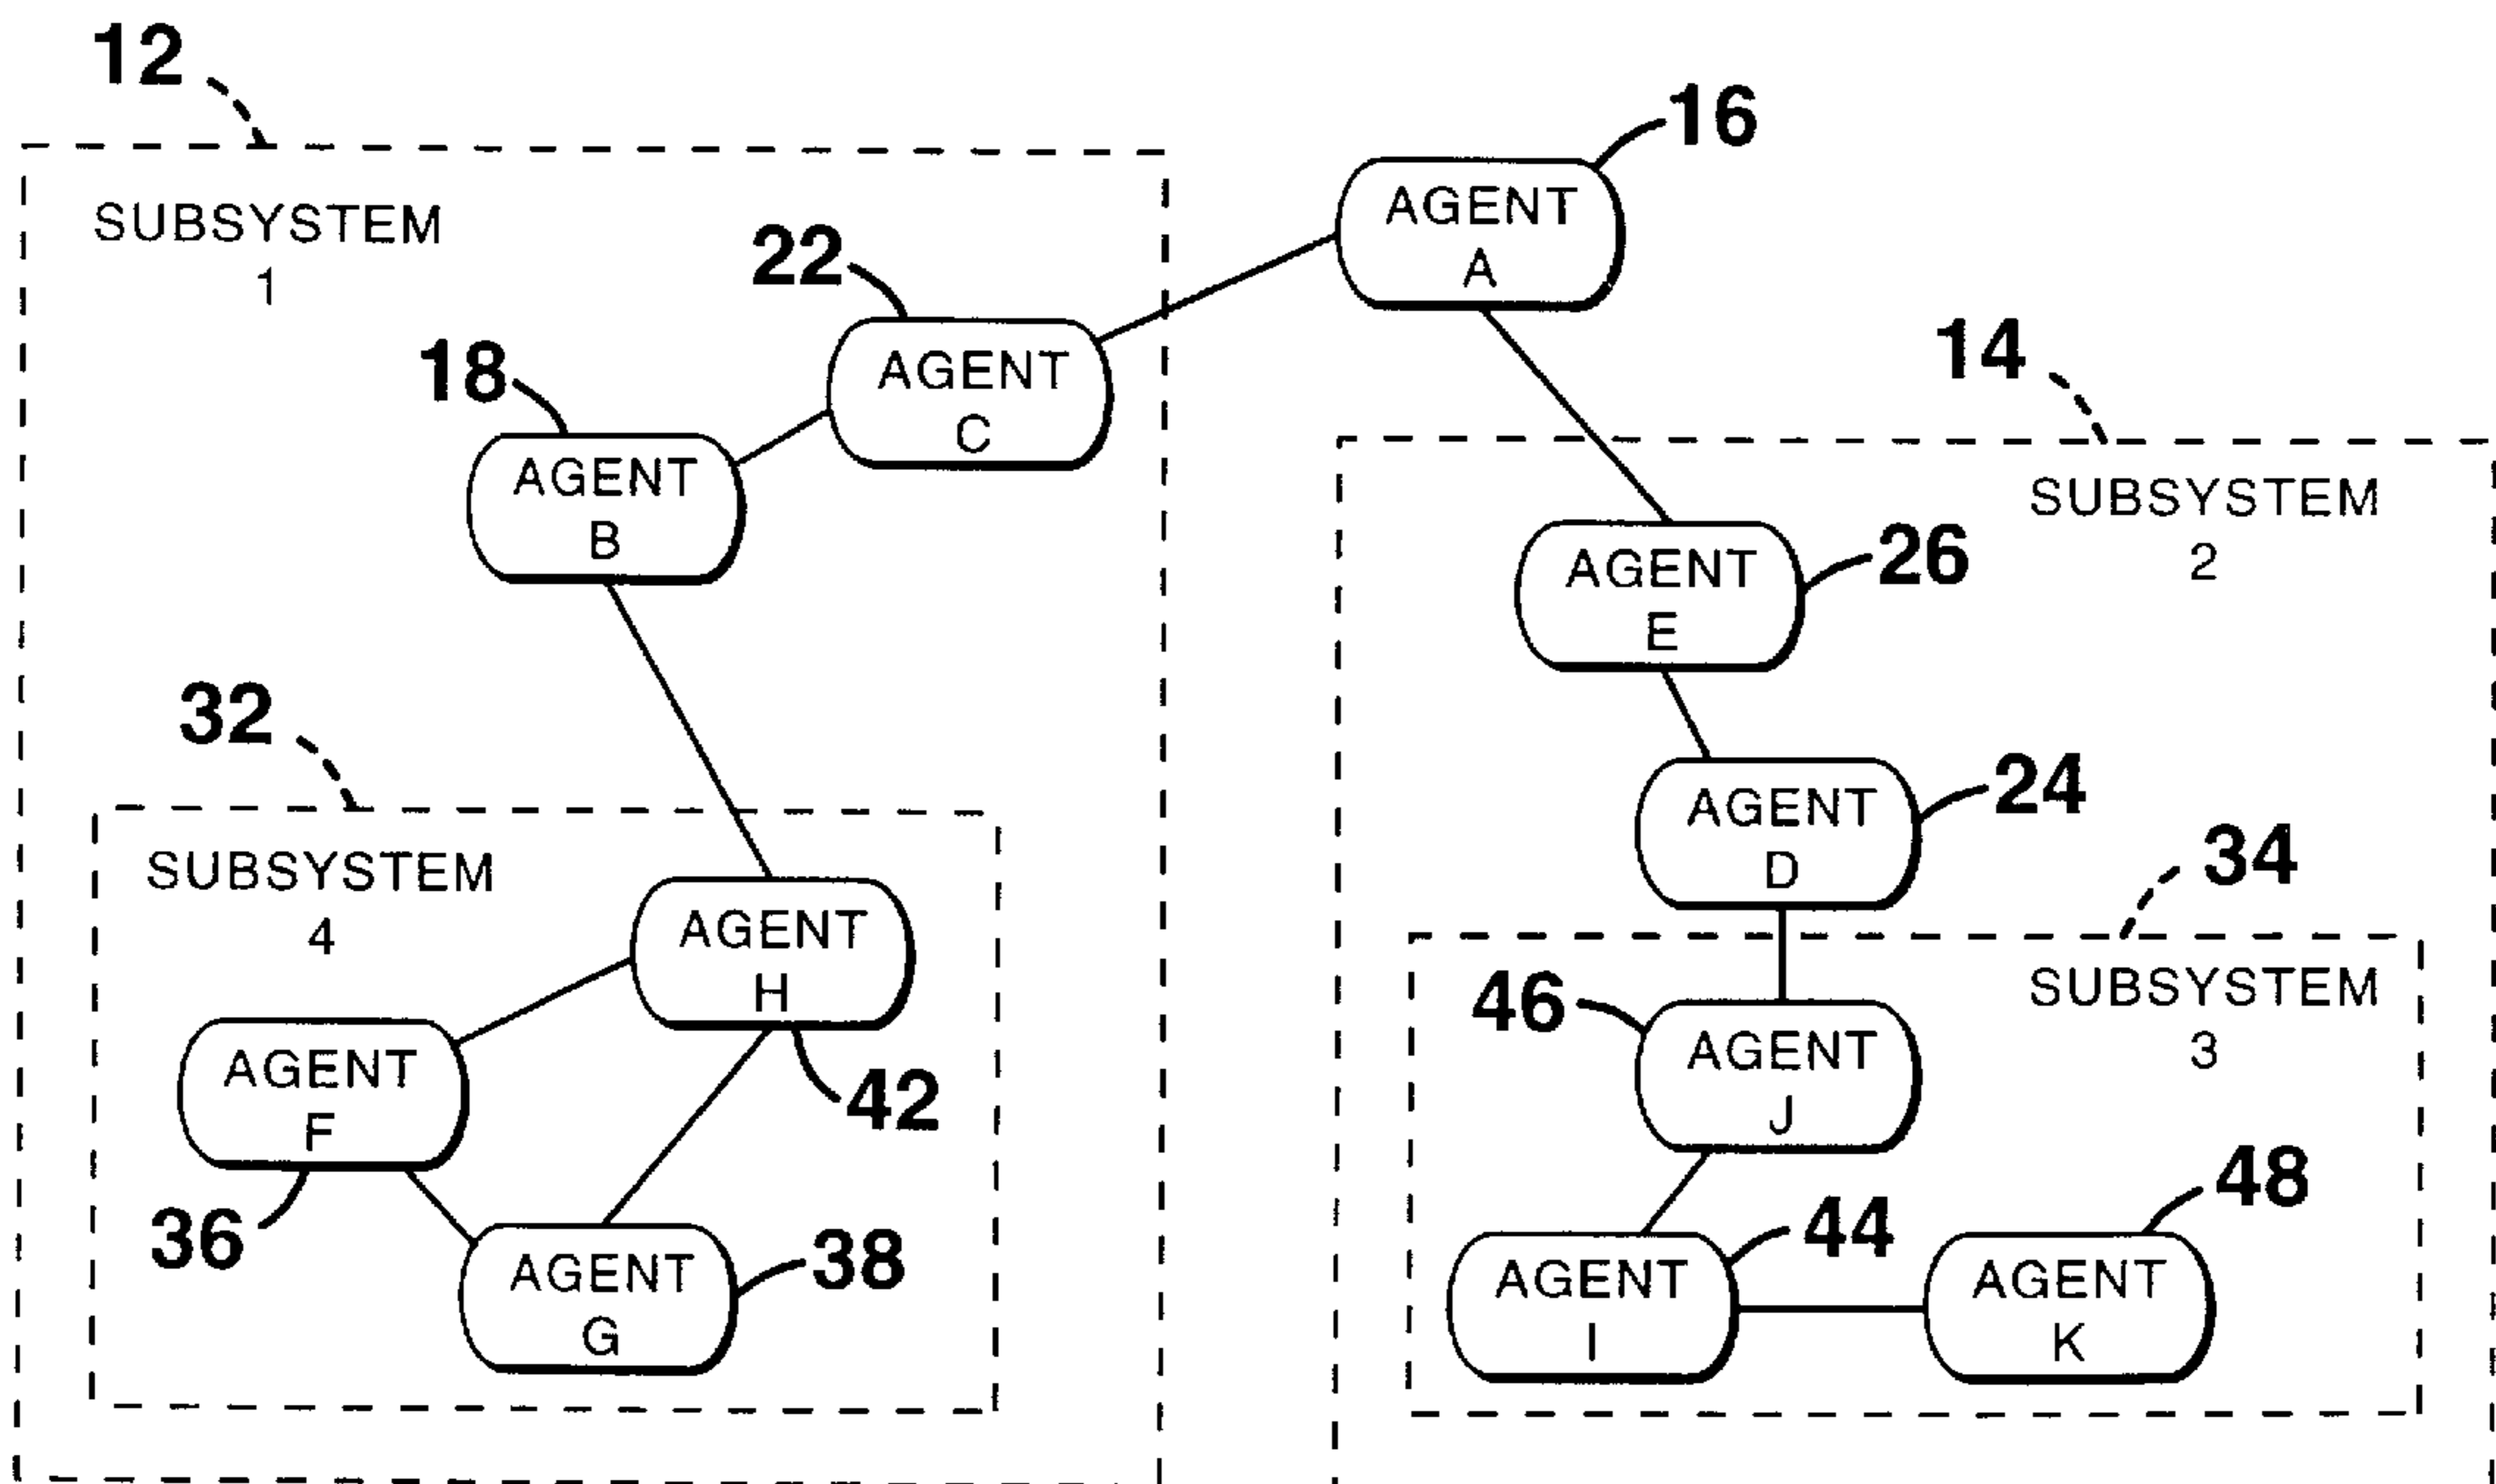 12
16
SUBSYSTEM
1
AGENT
A
22
AGENT
C
14
18
AGENT
B
SUBSYSTEM
2
AGENT
E
26
32
AGENT
D
24
34
SUBSYSTEM
4
AGENT
H
42
SUBSYSTEM
3
46
AGENT
J
AGENT
F
36
AGENT
G
38
48
44
AGENT
I
AGENT
K